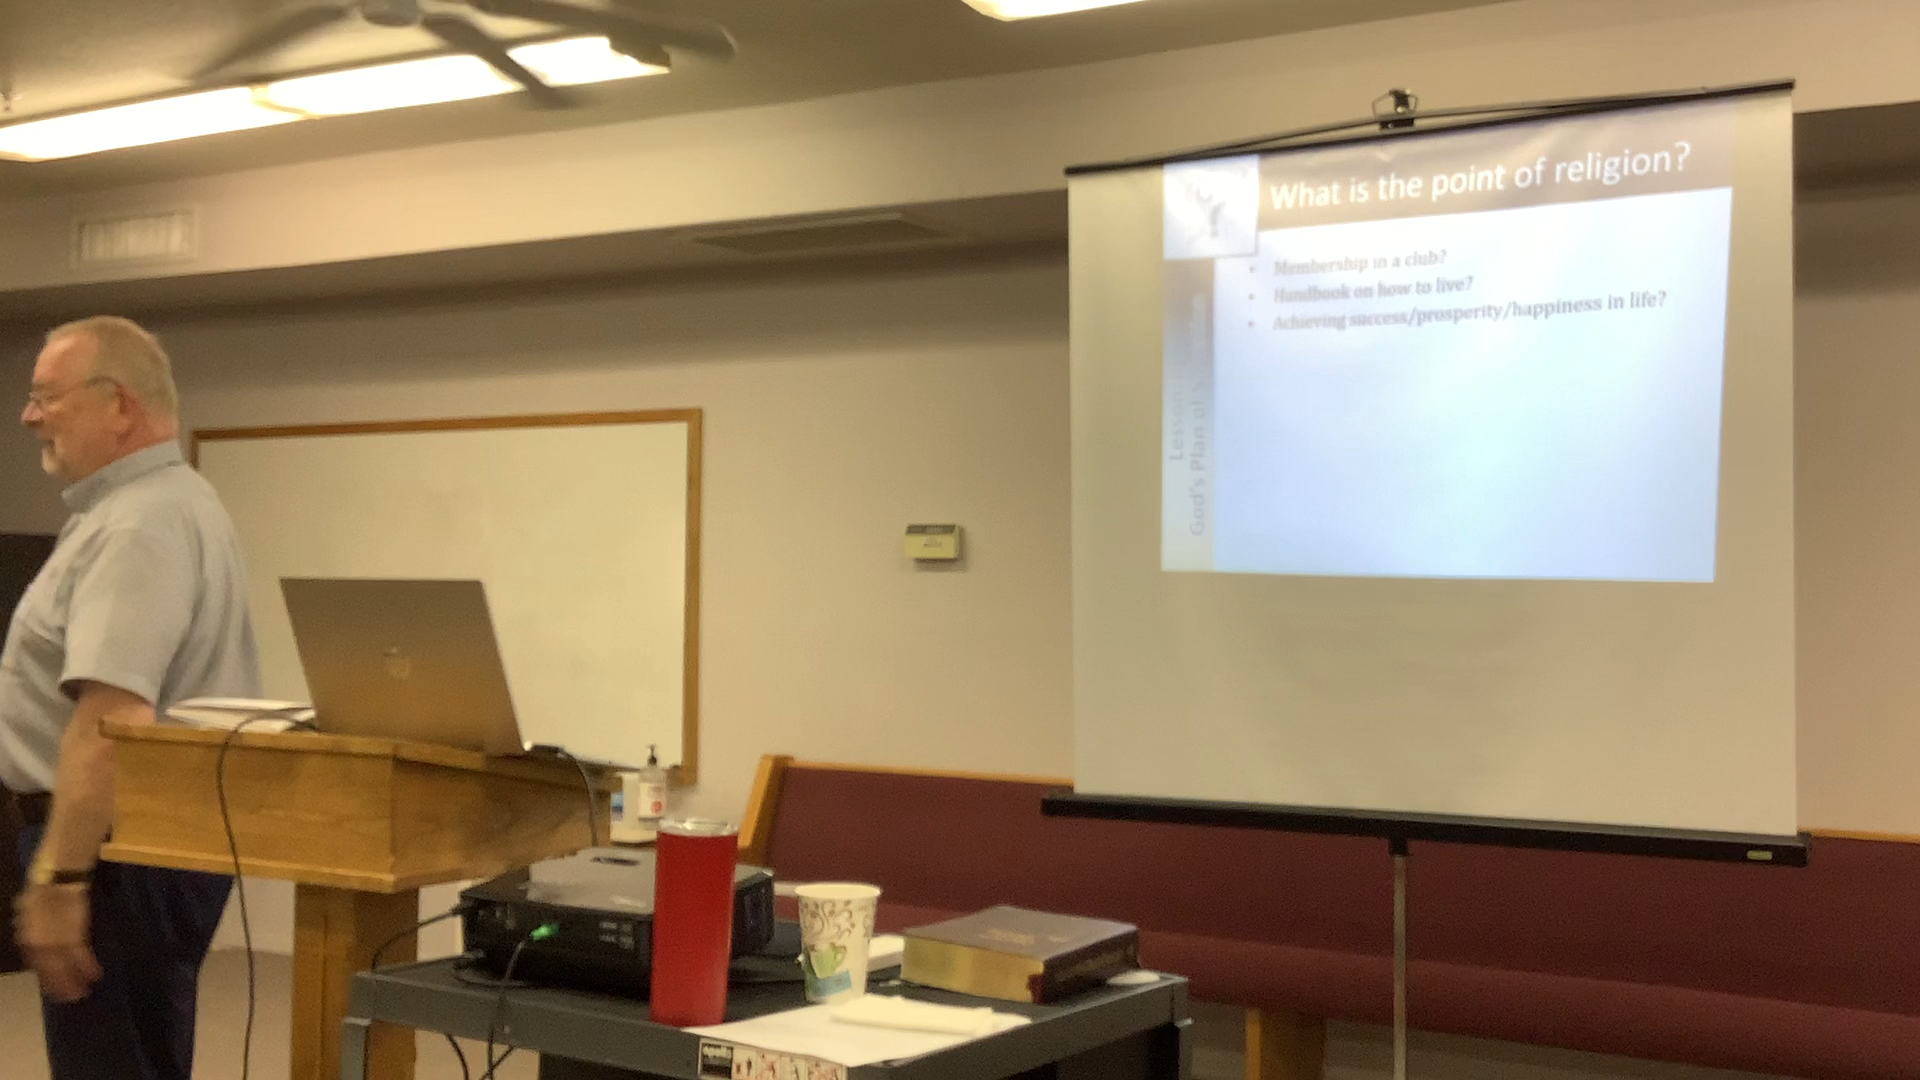 What is the point of religion?
• Membership in a club?
• Handbook on how to live?
• Achieving success/prosperity/happiness in life?
Lesson
God's Plan of